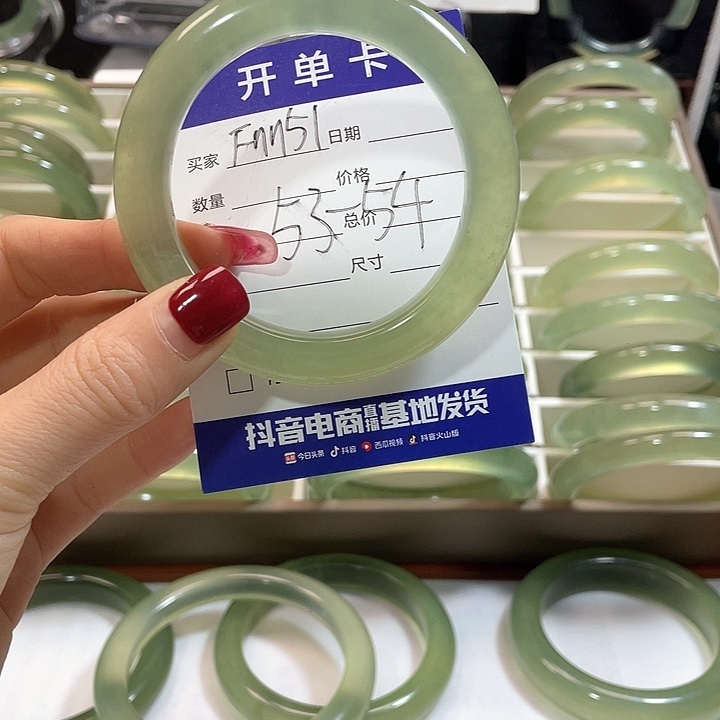 开单卡
买家 Fnn51 日期
数量 价格
53-54
总价
尺寸
抖音电商直播基地发货
今日头条 抖音 西瓜视频 抖音火山版